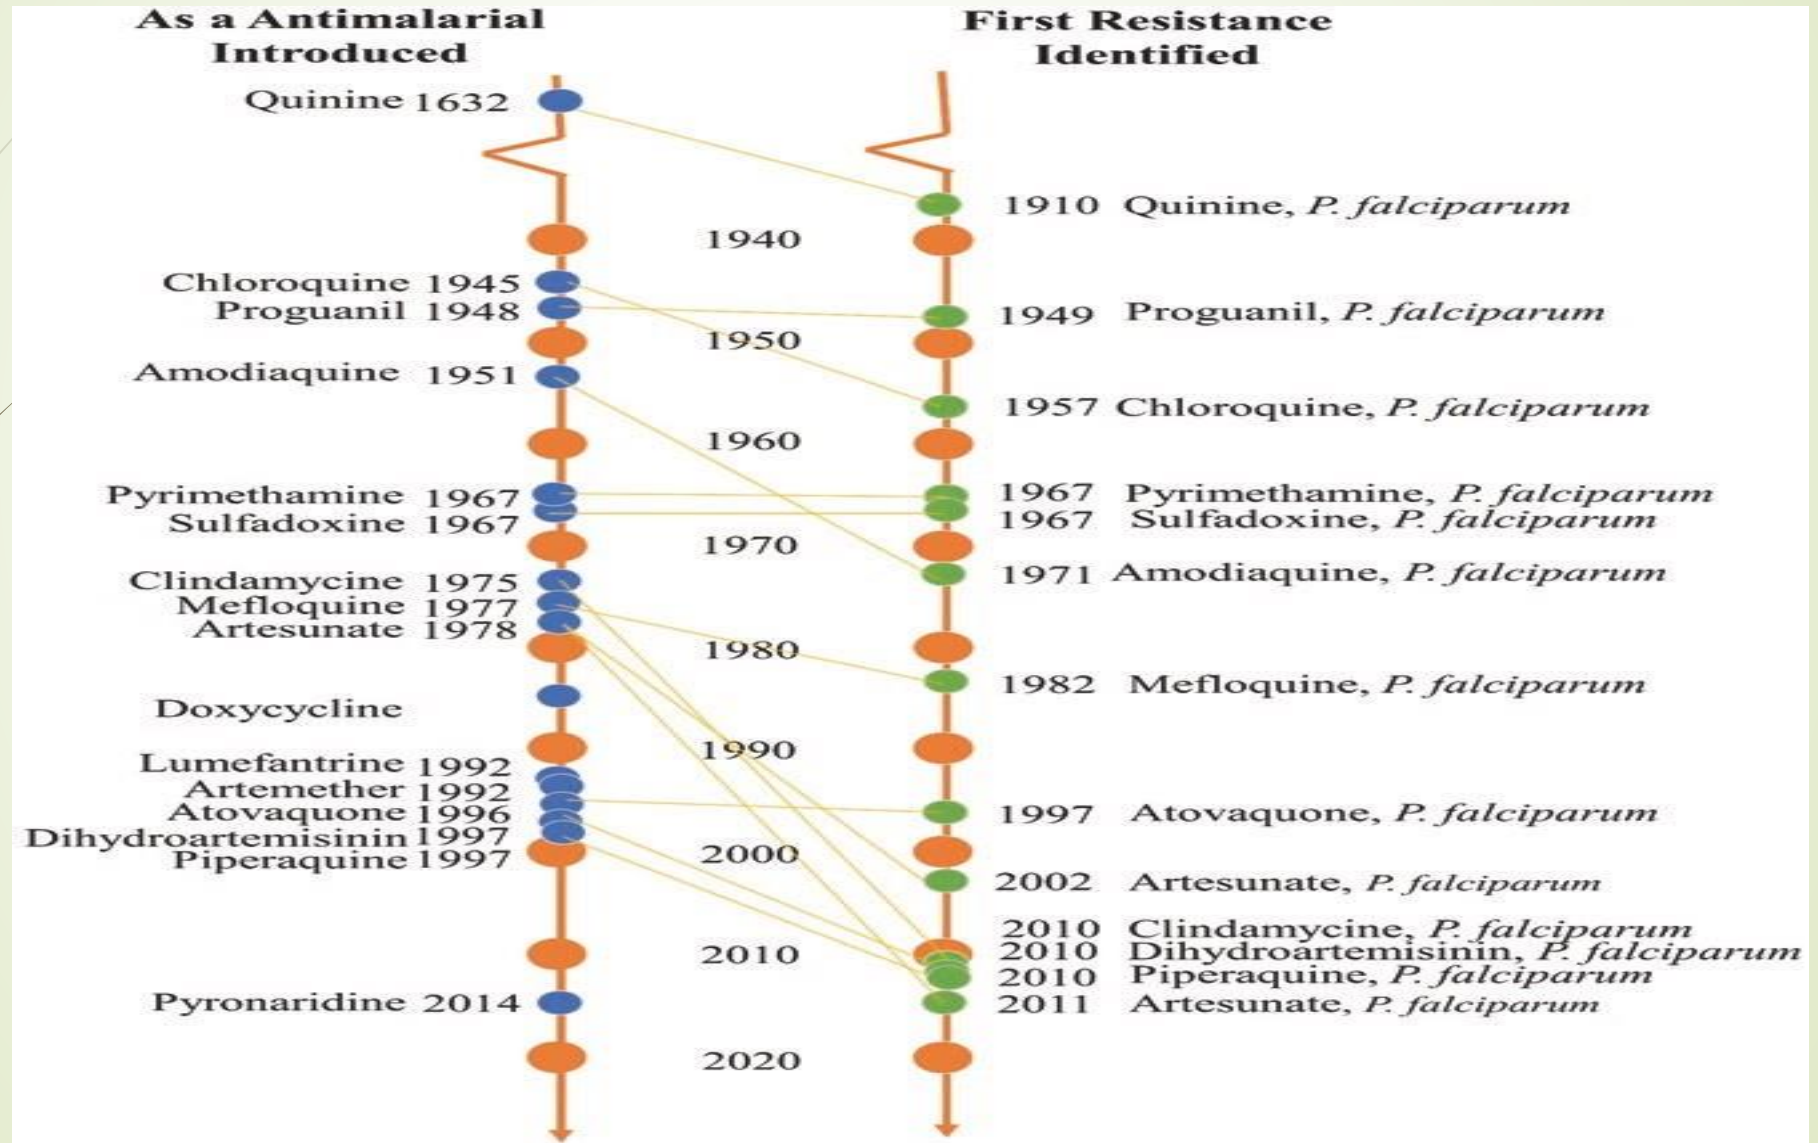 As a Antimalarial
Introduced
First Resistance
Identified
Quinine 1632
1910 Quinine, P. falciparum
1940
Chloroquine 1945
Proguanil 1948
1949 Proguanil, P. falciparum
1950
Amodiaquine 1951
1957 Chloroquine, P. falciparum
1960
Pyrimethamine 1967
1967 Pyrimethamine, P. falciparum
Sulfadoxine 1967
1967 Sulfadoxine, P. falciparum
1970
Clindamycine 1975
1971 Amodiaquine, P. falciparum
Mefloquine 1977
Artesunate 1978
1980
1982 Mefloquine, P. falciparum
Doxycycline
1990
Lumefantrine 1992
Artemether 1992
Atovaquone 1996
1997 Atovaquone, P. falciparum
Dihydroartemisinin 1997
Piperaquine 1997
2000
2002 Artesunate, P. falciparum
2010 Clindamycine, P. falciparum
2010 Dihydroartemisinin, P. falciparum
2010
2010 Piperaquine, P. falciparum
Pyronaridine 2014
2011 Artesunate, P. falciparum
2020